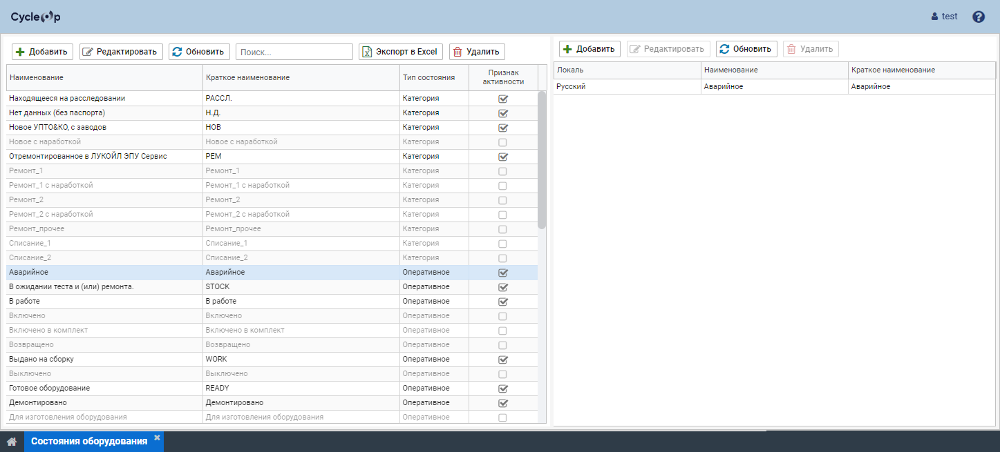 CycleOp
test
Добавить Редактировать Обновить Поиск... Экспорт в Excel Удалить
Наименование Краткое наименование Тип состояния Признак активности
Находящееся на расследовании РАССЛ. Категория
Нет данных (без паспорта) Н.Д. Категория
Новое УПТО&КО, с заводов НОВ Категория
Новое с наработкой Новое с наработкой Категория
Отремонтированное в ЛУКОЙЛ ЭПУ Сервис РЕМ Категория
Ремонт_1 Ремонт_1 Категория
Ремонт_1 с наработкой Ремонт_1 с наработкой Категория
Ремонт_2 Ремонт_2 Категория
Ремонт_2 с наработкой Ремонт_2 с наработкой Категория
Ремонт_прочее Ремонт_прочее Категория
Списание_1 Списание_1 Категория
Списание_2 Списание_2 Категория
Аварийное Аварийное Оперативное
В ожидании теста и (или) ремонта. STOCK Оперативное
В работе В работе Оперативное
Включено Включено Оперативное
Включено в комплект Включено в комплект Оперативное
Возвращено Возвращено Оперативное
Выдано на сборку WORK Оперативное
Выключено Выключено Оперативное
Готовое оборудование READY Оперативное
Демонтировано Демонтировано Оперативное
Для изготовления оборудования Для изготовления оборудования Оперативное
Добавить Редактировать Обновить Удалить
Локаль Наименование Краткое наименование
Русский Аварийное Аварийное
Состояния оборудования